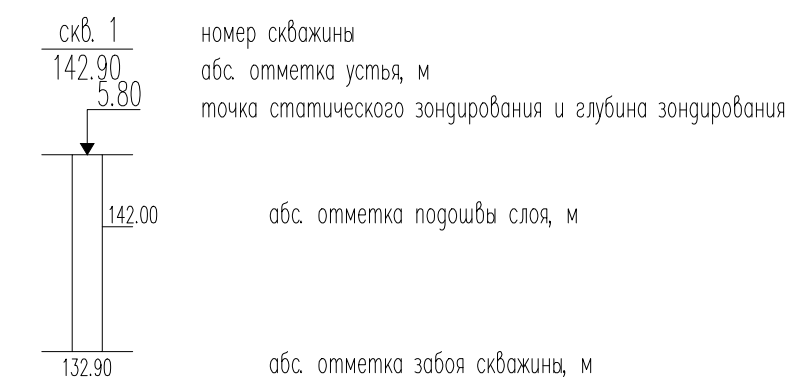 скв. 1 номер скважины
142.90 абс. отметка устья, м
5.80 точка статического зондирования и глубина зондирования
142.00 абс. отметка подошвы слоя, м
132.90 абс. отметка забоя скважины, м